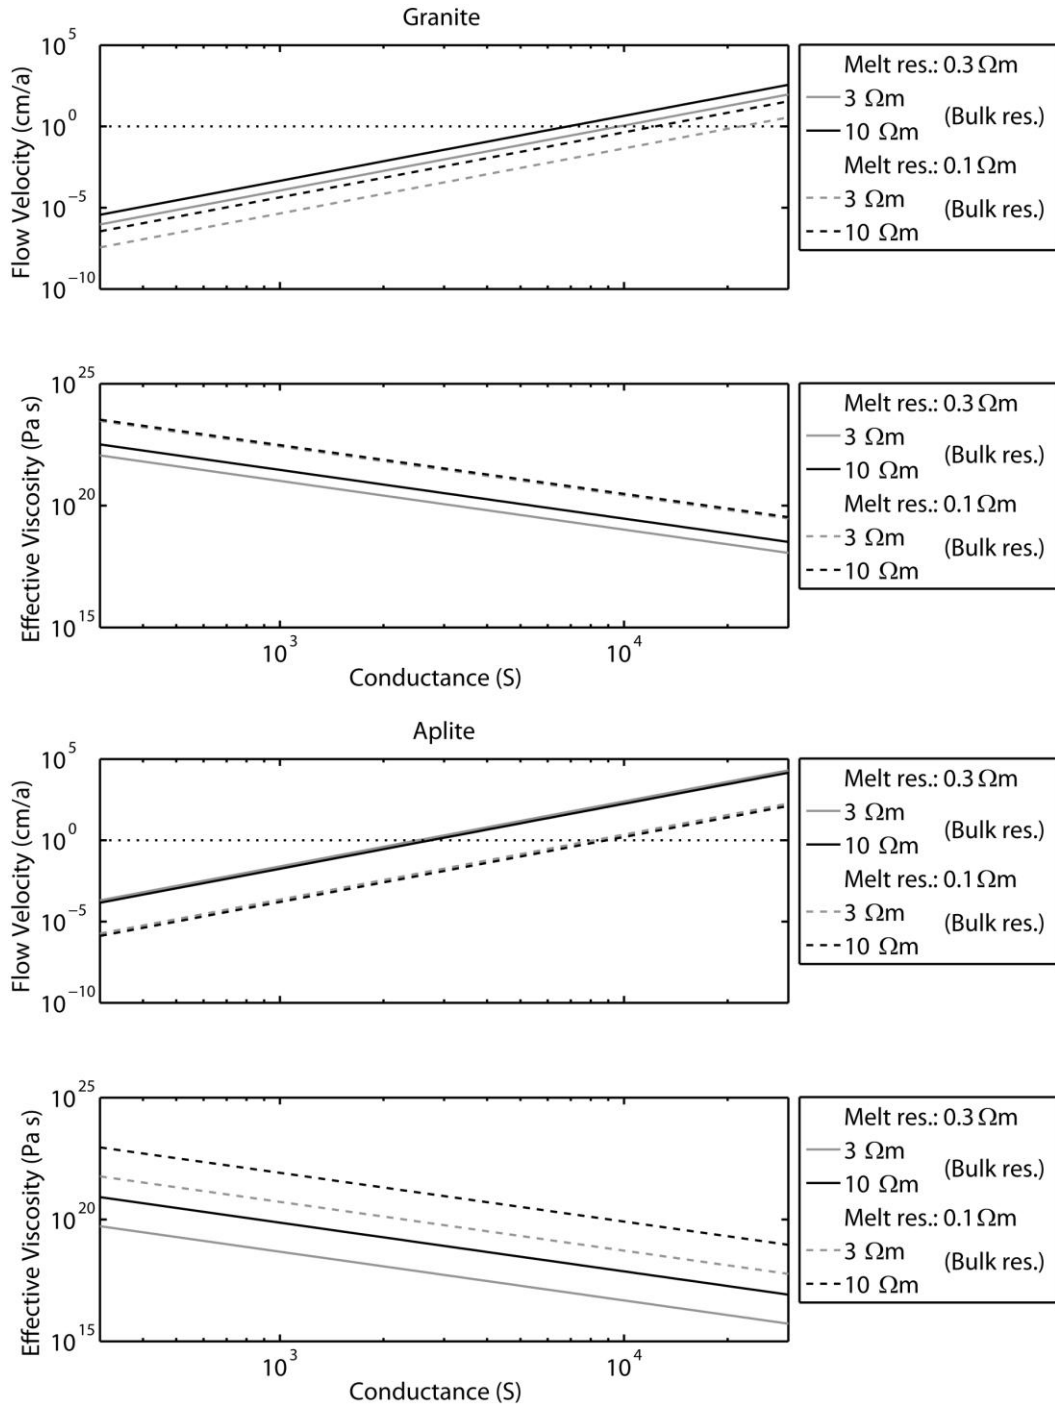 Granite
Flow Velocity (cm/a)
10^5
10^0
10^−5
10^−10
Melt res.: 0.3 Ωm
3 Ωm
(Bulk res.)
10 Ωm
Melt res.: 0.1 Ωm
3 Ωm
(Bulk res.)
10 Ωm
Effective Viscosity (Pa s)
10^25
10^20
10^15
10^3
10^4
Conductance (S)
Melt res.: 0.3 Ωm
3 Ωm
(Bulk res.)
10 Ωm
Melt res.: 0.1 Ωm
3 Ωm
(Bulk res.)
10 Ωm
Aplite
Flow Velocity (cm/a)
10^5
10^0
10^−5
10^−10
Melt res.: 0.3 Ωm
3 Ωm
(Bulk res.)
10 Ωm
Melt res.: 0.1 Ωm
3 Ωm
(Bulk res.)
10 Ωm
Effective Viscosity (Pa s)
10^25
10^20
10^15
10^3
10^4
Conductance (S)
Melt res.: 0.3 Ωm
3 Ωm
(Bulk res.)
10 Ωm
Melt res.: 0.1 Ωm
3 Ωm
(Bulk res.)
10 Ωm